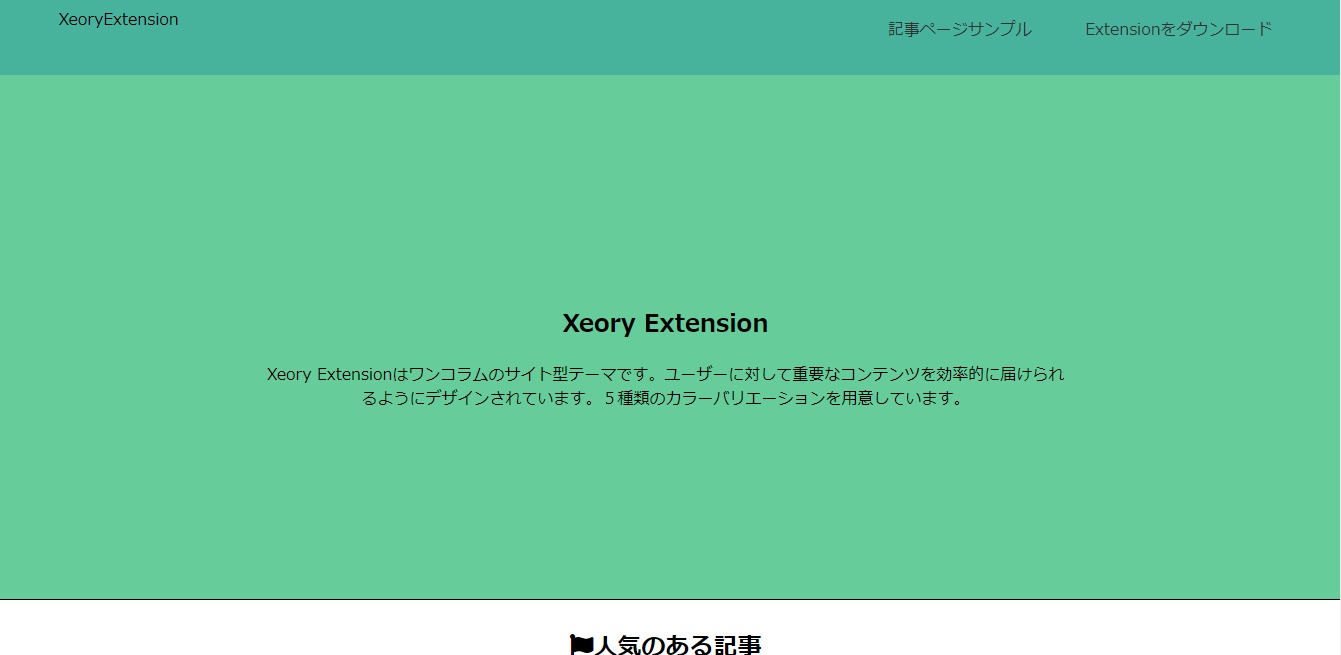 XeoryExtension
記事ページサンプル
Extensionをダウンロード
Xeory Extension
Xeory Extensionはワンコラムのサイト型テーマです。ユーザーに対して重要なコンテンツを効率的に届けられ
るようにデザインされています。５種類のカラーバリエーションを用意しています。
人気のある記事